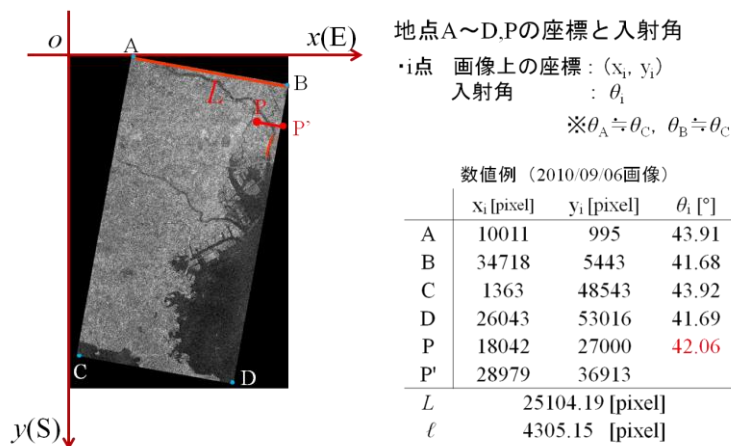 o
x(E)
A
B
L
P
P'
C
D
y(S)
地点A～D,Pの座標と入射角
・i点 画像上の座標：(xi, yi)
入射角 ：θi
※θA≒θC, θB≒θC
数値例（2010/09/06画像）
xi [pixel] yi [pixel] θi [°]
A 10011 995 43.91
B 34718 5443 41.68
C 1363 48543 43.92
D 26043 53016 41.69
P 18042 27000 42.06
P' 28979 36913
L 25104.19 [pixel]
ℓ 4305.15 [pixel]